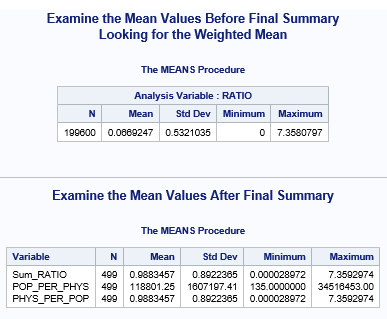 Examine the Mean Values Before Final Summary
Looking for the Weighted Mean
The MEANS Procedure
Analysis Variable : RATIO
N Mean Std Dev Minimum Maximum
199600 0.0669247 0.5321035 0 7.3580797
Examine the Mean Values After Final Summary
The MEANS Procedure
Variable N Mean Std Dev Minimum Maximum
Sum_RATIO 499 0.9883457 0.8922365 0.000028972 7.3592974
POP_PER_PHYS 499 118801.25 1607197.41 135.0000000 34516453.00
PHYS_PER_POP 499 0.9883457 0.8922365 0.000028972 7.3592974